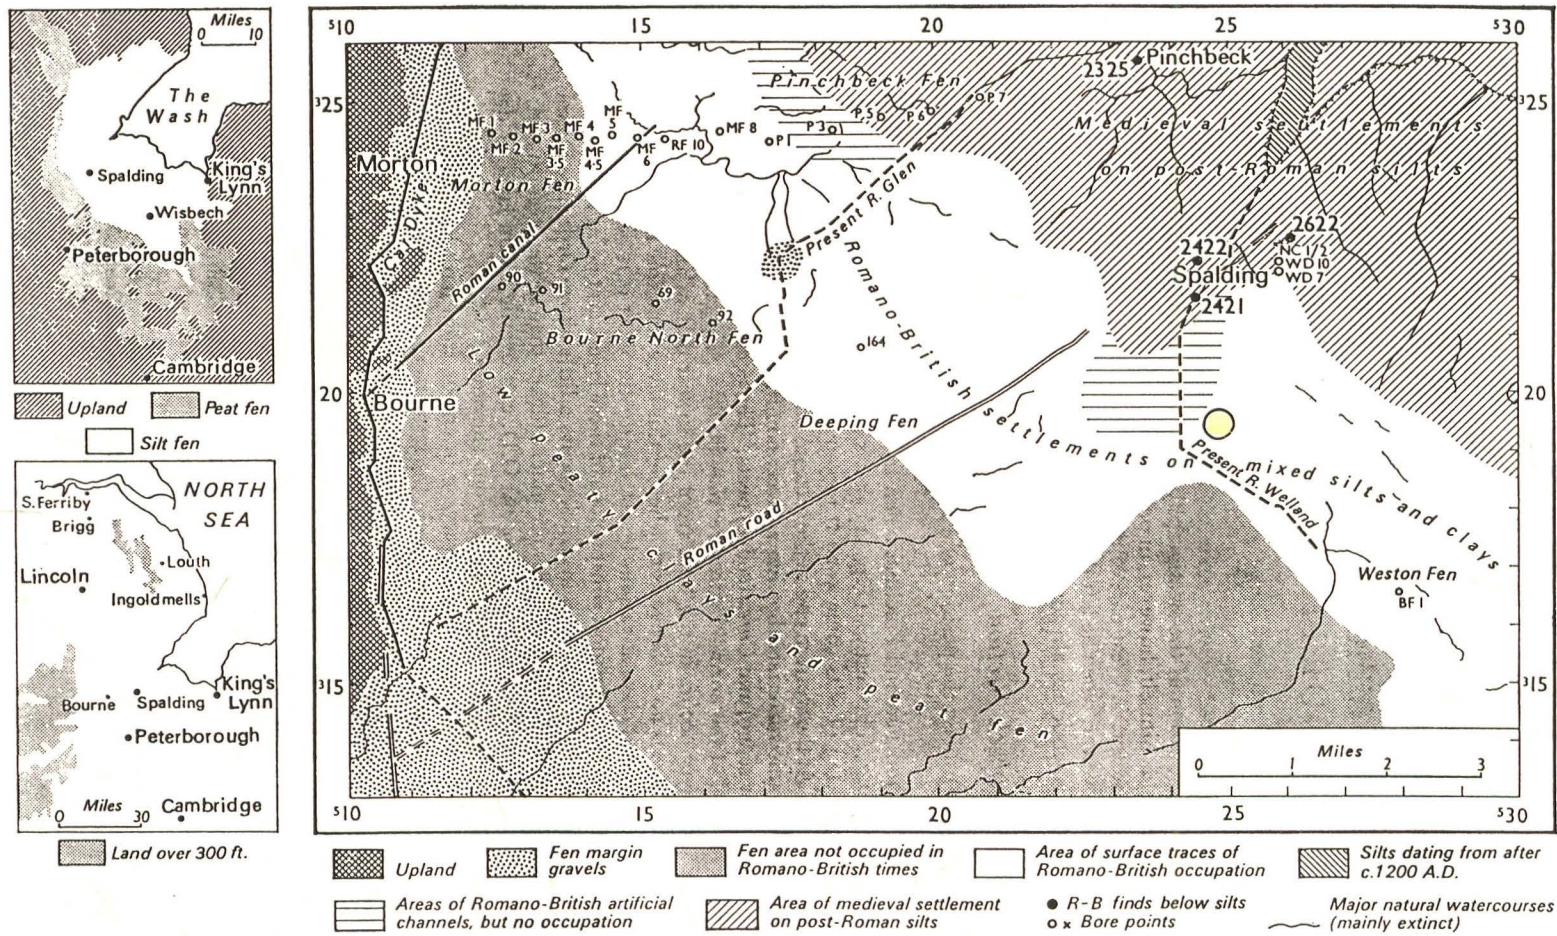 Miles
0 10
The
Wash
Spalding
King's
Lynn
Wisbech
Peterborough
Cambridge
Upland
Peat fen
Silt fen
NORTH
SEA
S. Ferriby
Brigg
Louth
Lincoln
Ingoldmells
King's
Lynn
Bourne
Spalding
Peterborough
Miles
0 30
Cambridge
Land over 300 ft.
510 15 20 25 530
325
Pinchbeck
2325
Pinchbeck Fen
325
P7
P5
P6
MF 1
MF 2
MF 3
MF
3·5
MF 4
MF
4·5
MF
5
MF
6
RF 10
MF 8
P1
P3
Medieval settlements
on post-Roman silts
Morton
Morton Fen
Car Dyke
Roman canal
Present R. Glen
2622
2422
NC 1/2
WD 10
WD 7
Spalding
2421
90
91
69
92
164
Bourne North Fen
Romano-British settlements on mixed silts and clays
20
Bourne
20
Low peaty clays and peat fen
Deeping Fen
Present
R. Welland
Roman road
Weston Fen
BF 1
315
315
Miles
0 1 2 3
510 15 20 25 530
Upland
Fen margin
gravels
Fen area not occupied in
Romano-British times
Area of surface traces of
Romano-British occupation
Silts dating from after
c.1200 A.D.
Areas of Romano-British artificial
channels, but no occupation
Area of medieval settlement
on post-Roman silts
R-B finds below silts
Bore points
Major natural watercourses
(mainly extinct)